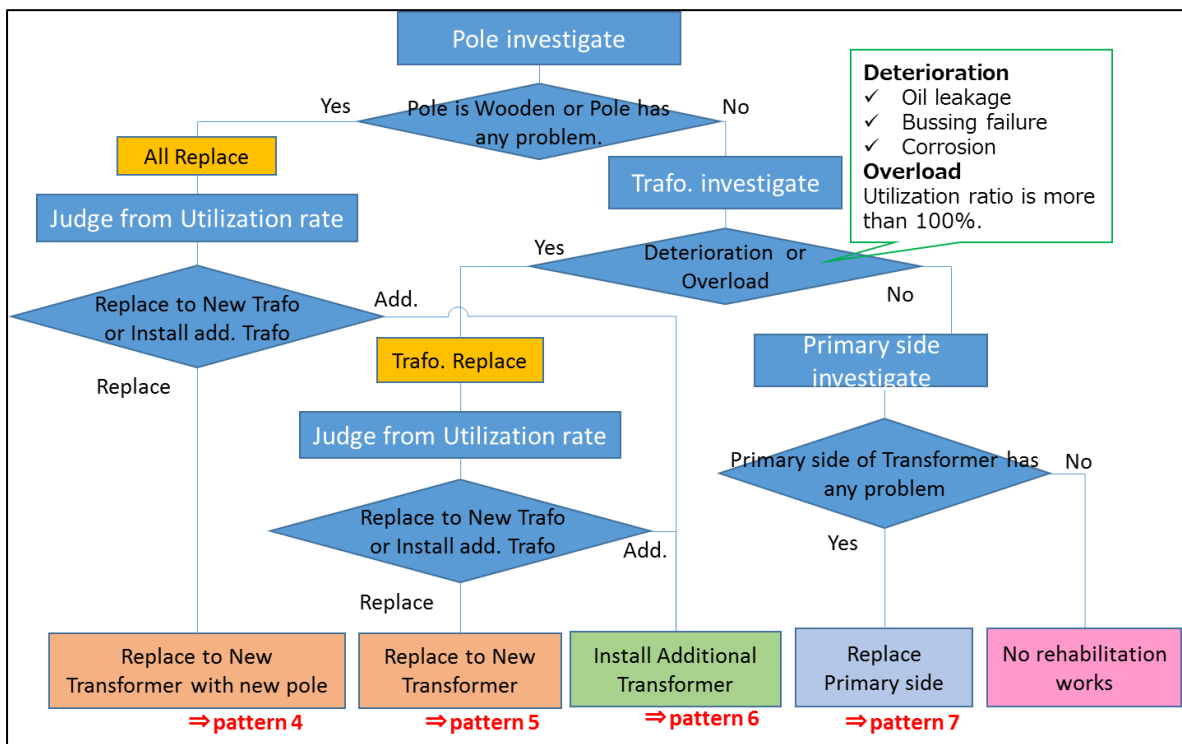 Pole investigate
Yes
Pole is Wooden or Pole has
any problem.
No
Deterioration
✓ Oil leakage
✓ Bussing failure
✓ Corrosion
Overload
Utilization ratio is more
than 100%.
All Replace
Trafo. investigate
Judge from Utilization rate
Yes
Deterioration or
Overload
No
Replace to New Trafo
or Install add. Trafo
Add.
Replace
Trafo. Replace
Primary side
investigate
Judge from Utilization rate
Primary side of Transformer has
any problem
No
Yes
Replace to New Trafo
or Install add. Trafo
Add.
Replace
Replace to New
Transformer with new pole
⇒pattern 4
Replace to New
Transformer
⇒pattern 5
Install Additional
Transformer
⇒pattern 6
Replace
Primary side
⇒pattern 7
No rehabilitation
works